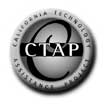 CALIFORNIA TECHNOLOGY
CTAP
ASSISTANCE PROJECT